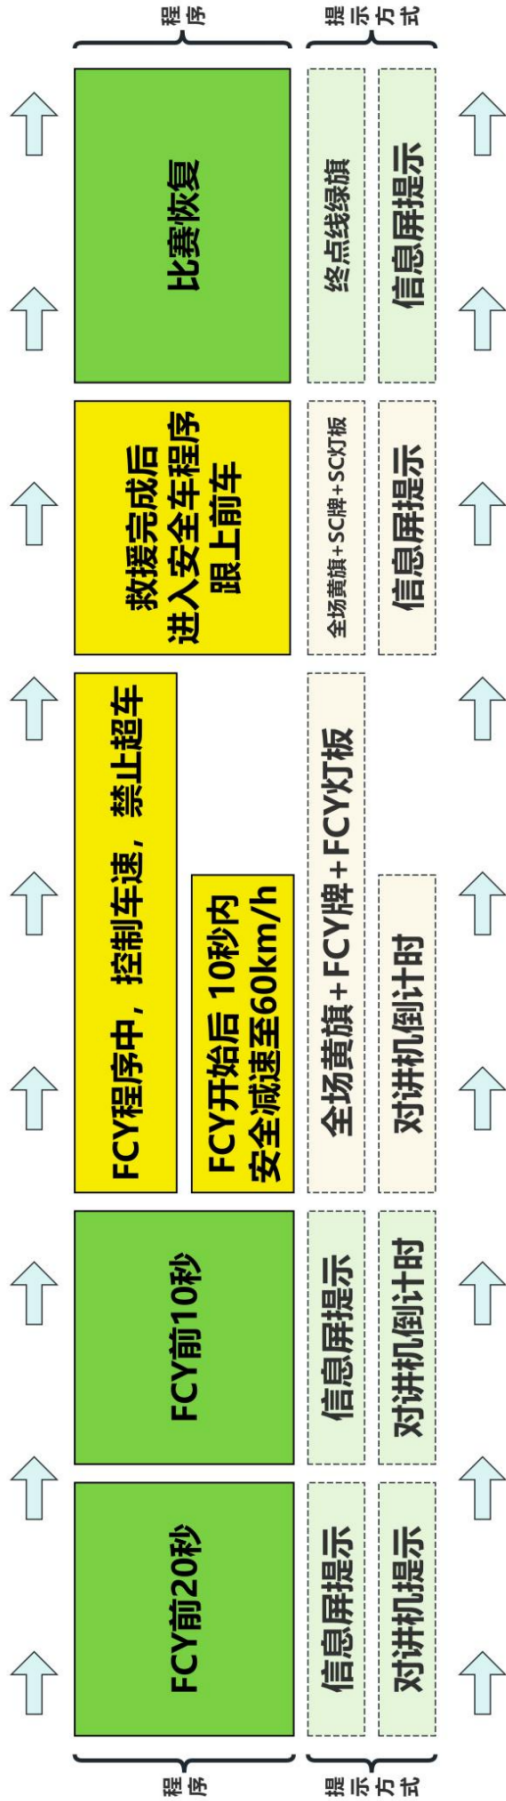 程序
提示方式
FCY前20秒
信息屏提示
对讲机提示
FCY前10秒
信息屏提示
对讲机倒计时
FCY程序中，控制车速，禁止超车
FCY开始后 10秒内
安全减速至60km/h
全场黄旗+FCY牌+FCY灯板
对讲机倒计时
救援完成后
进入安全车程序
跟上前车
全场黄旗+SC牌+SC灯板
信息屏提示
比赛恢复
终点线绿旗
信息屏提示
程序
提示方式